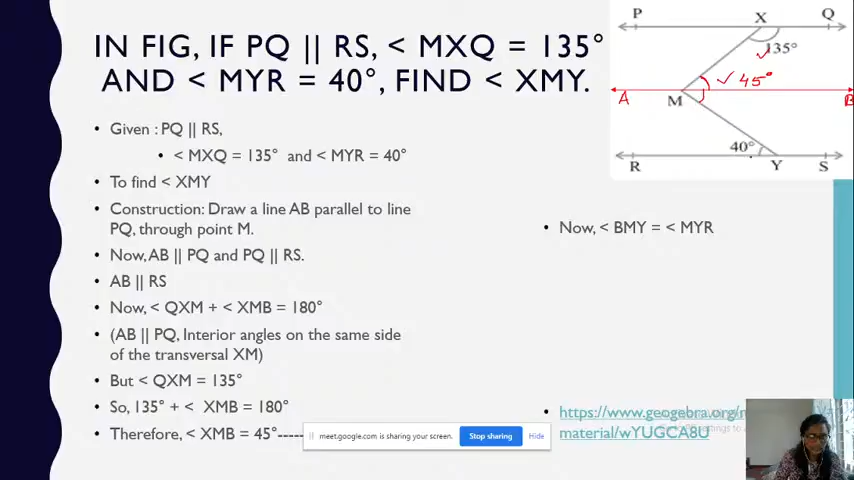 IN FIG, IF PQ || RS, < MXQ = 135°
AND < MYR = 40°, FIND < XMY.
• Given : PQ || RS,
• < MXQ = 135° and < MYR = 40°
• To find < XMY
• Construction: Draw a line AB parallel to line
PQ, through point M.
• Now, AB || PQ and PQ || RS.
• AB || RS
• Now, < QXM + < XMB = 180°
• (AB || PQ, Interior angles on the same side
of the transversal XM)
• But < QXM = 135°
• So, 135° + < XMB = 180°
• Therefore, < XMB = 45°-----
P X Q
135°
45°
A M B
40°
R Y S
• Now, < BMY = < MYR
• https://www.geogebra.org/
material/wYUGCA8U
meet.google.com is sharing your screen. Stop sharing Hide